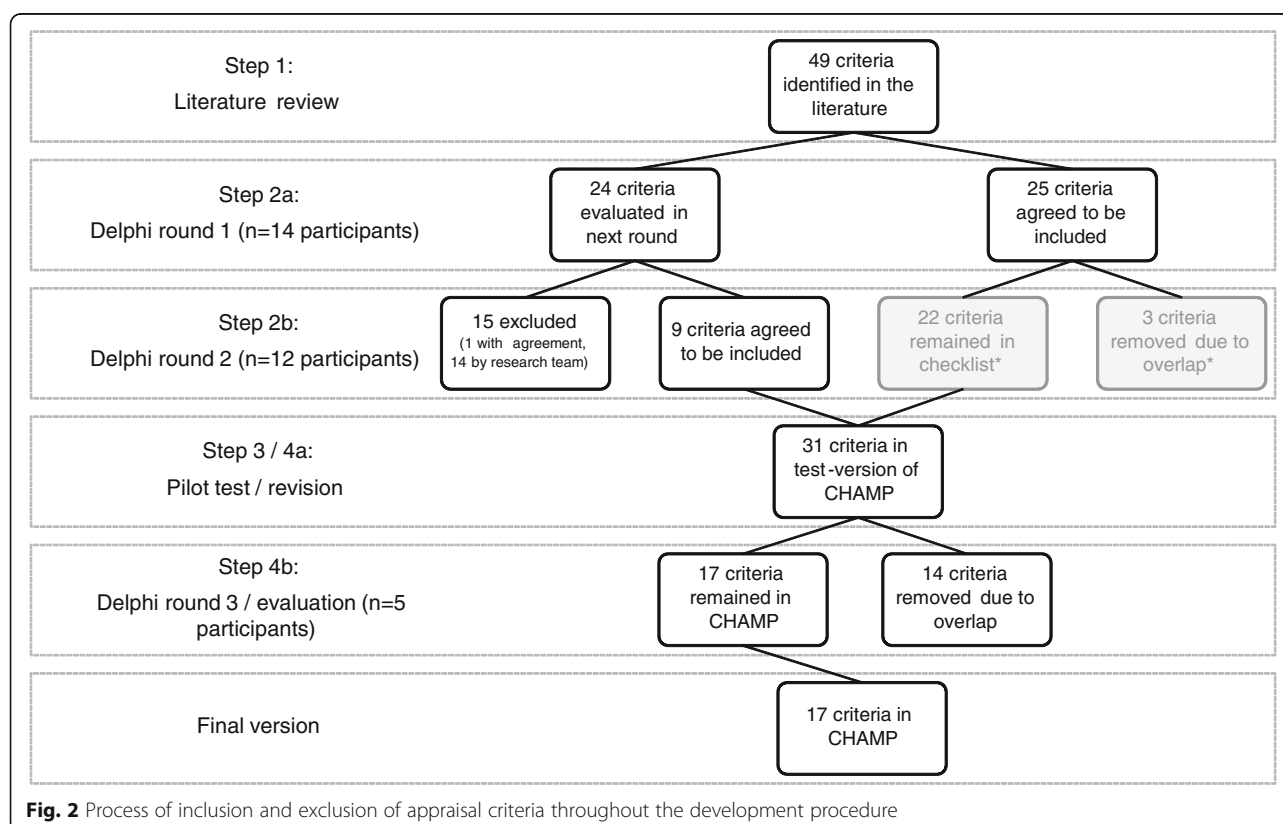 Step 1:
Literature review
49 criteria
identified in the
literature
Step 2a:
Delphi round 1 (n=14 participants)
24 criteria
evaluated in
next round
25 criteria
agreed to be
included
Step 2b:
Delphi round 2 (n=12 participants)
15 excluded
(1 with agreement,
14 by research team)
9 criteria agreed
to be included
22 criteria
remained in
checklist*
3 criteria
removed due to
overlap*
Step 3 / 4a:
Pilot test / revision
31 criteria in
test-version of
CHAMP
Step 4b:
Delphi round 3 / evaluation (n=5
participants)
17 criteria
remained in
CHAMP
14 criteria
removed due to
overlap
Final version
17 criteria in
CHAMP
Fig. 2 Process of inclusion and exclusion of appraisal criteria throughout the development procedure